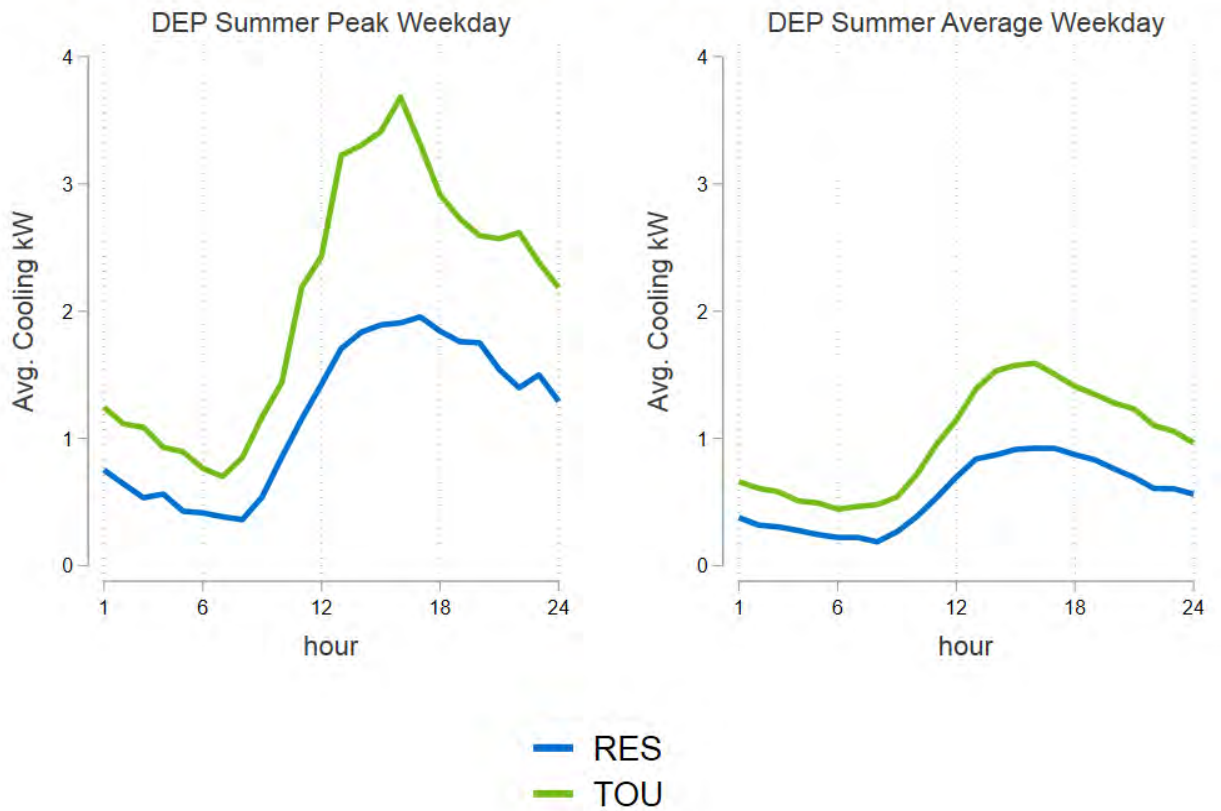 DEP Summer Peak Weekday
4
3
2
1
0
Avg. Cooling kW
1 6 12 18 24
hour
DEP Summer Average Weekday
4
3
2
1
0
Avg. Cooling kW
1 6 12 18 24
hour
RES
TOU